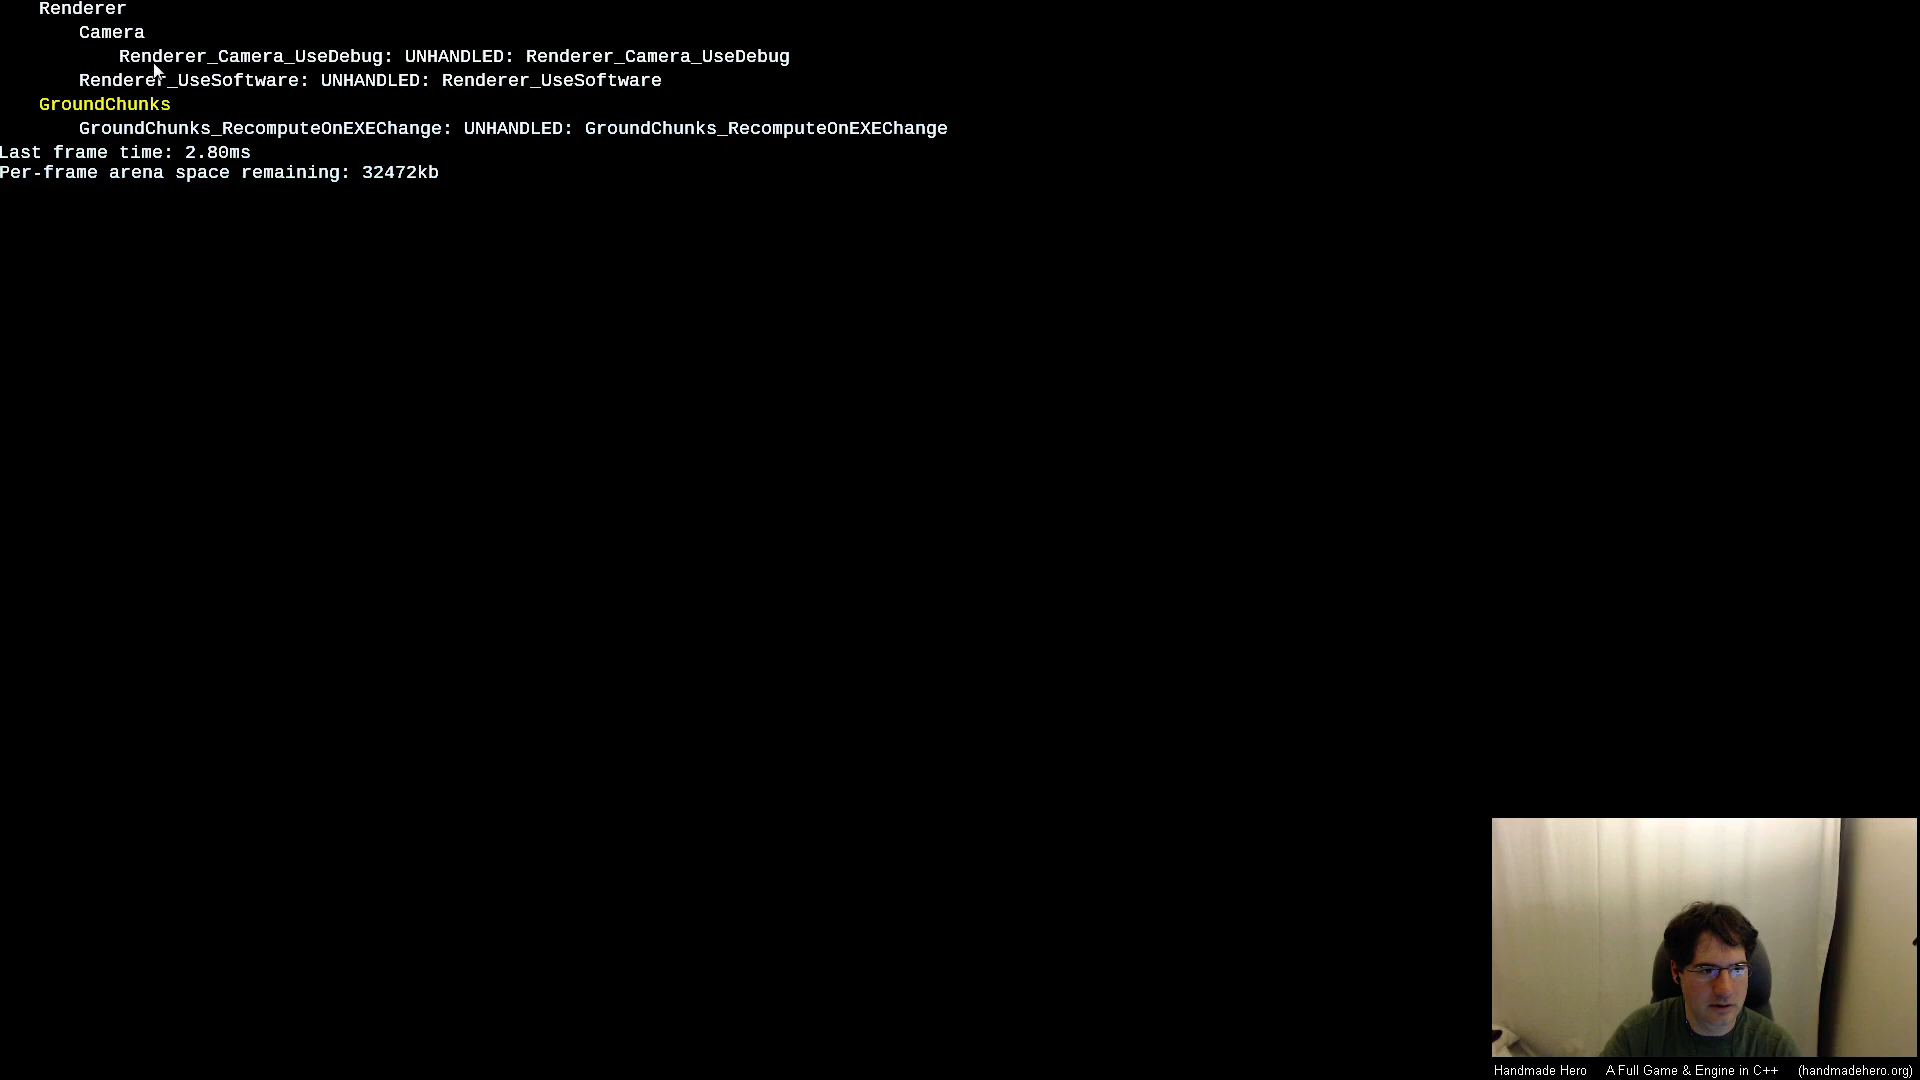 Renderer
Camera
Renderer_Camera_UseDebug: UNHANDLED: Renderer_Camera_UseDebug
Renderer_UseSoftware: UNHANDLED: Renderer_UseSoftware
GroundChunks
GroundChunks_RecomputeOnEXEChange: UNHANDLED: GroundChunks_RecomputeOnEXEChange
Last frame time: 2.80ms
Per-frame arena space remaining: 32472kb
Handmade Hero A Full Game & Engine in C++ (handmadehero.org)